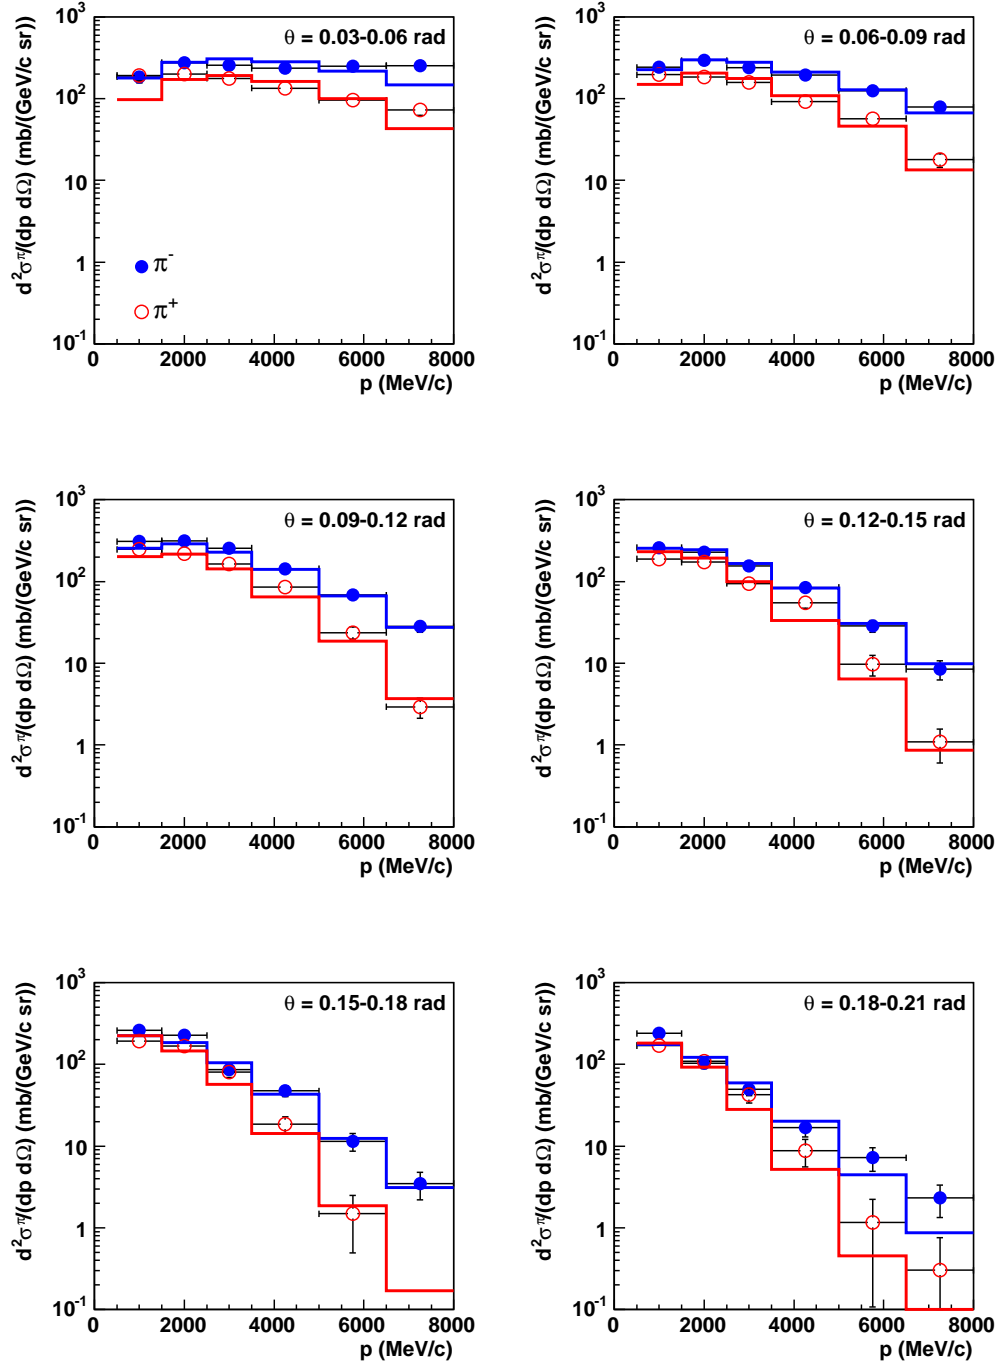 θ = 0.03-0.06 rad
d²σ^π/(dp dΩ) (mb/(GeV/c sr))
10³
10²
10
1
10⁻¹
π⁻
π⁺
0 2000 4000 6000 8000
p (MeV/c)
θ = 0.06-0.09 rad
d²σ^π/(dp dΩ) (mb/(GeV/c sr))
10³
10²
10
1
10⁻¹
0 2000 4000 6000 8000
p (MeV/c)
θ = 0.09-0.12 rad
d²σ^π/(dp dΩ) (mb/(GeV/c sr))
10³
10²
10
1
10⁻¹
0 2000 4000 6000 8000
p (MeV/c)
θ = 0.12-0.15 rad
d²σ^π/(dp dΩ) (mb/(GeV/c sr))
10³
10²
10
1
10⁻¹
0 2000 4000 6000 8000
p (MeV/c)
θ = 0.15-0.18 rad
d²σ^π/(dp dΩ) (mb/(GeV/c sr))
10³
10²
10
1
10⁻¹
0 2000 4000 6000 8000
p (MeV/c)
θ = 0.18-0.21 rad
d²σ^π/(dp dΩ) (mb/(GeV/c sr))
10³
10²
10
1
10⁻¹
0 2000 4000 6000 8000
p (MeV/c)